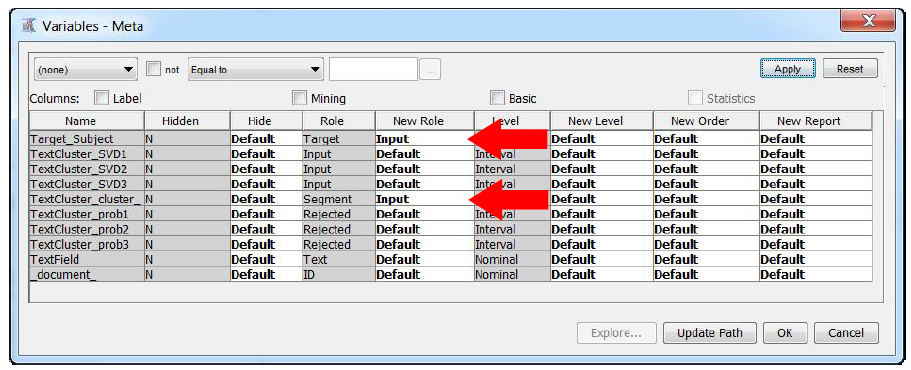 Variables - Meta
(none) not Equal to ... Apply Reset
Columns: Label Mining Basic Statistics
Name Hidden Hide Role New Role Level New Level New Order New Report
Target_Subject N Default Target Input Default Default Default
TextCluster_SVD1 N Default Input Default Interval Default Default Default
TextCluster_SVD2 N Default Input Default Interval Default Default Default
TextCluster_SVD3 N Default Input Default Interval Default Default Default
TextCluster_cluster_ N Default Segment Input Default Default Default
TextCluster_prob1 N Default Rejected Default Interval Default Default Default
TextCluster_prob2 N Default Rejected Default Interval Default Default Default
TextCluster_prob3 N Default Rejected Default Interval Default Default Default
TextField N Default Text Default Nominal Default Default Default
_document_ N Default ID Default Nominal Default Default Default
Explore... Update Path OK Cancel